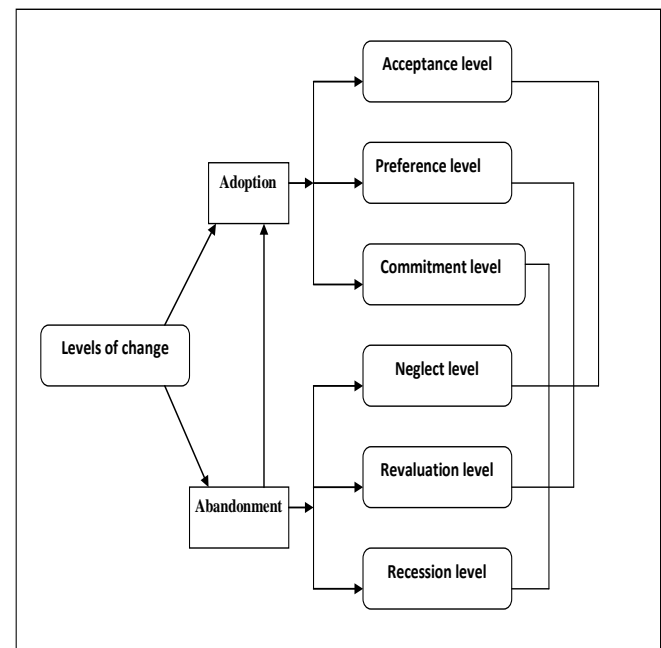 Acceptance level
Preference level
Adoption
Commitment level
Levels of change
Neglect level
Revaluation level
Abandonment
Recession level